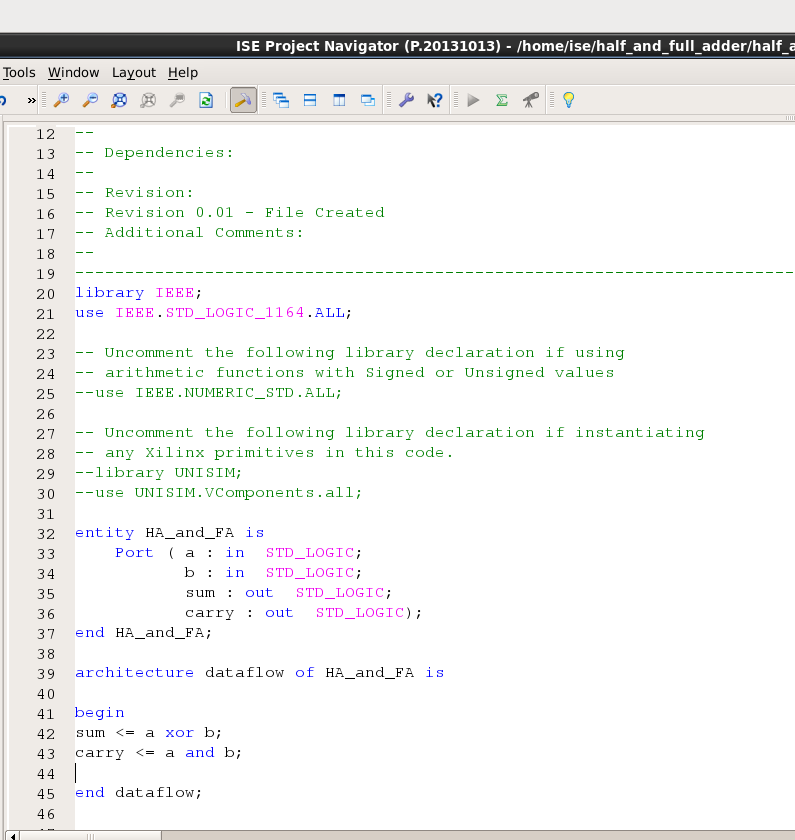 ISE Project Navigator (P.20131013) - /home/ise/half_and_full_adder/half_a
Tools Window Layout Help
»
12 --
13 -- Dependencies:
14 --
15 -- Revision:
16 -- Revision 0.01 - File Created
17 -- Additional Comments:
18 --
19 ------------------------------------------------------------------------
20 library IEEE;
21 use IEEE.STD_LOGIC_1164.ALL;
22
23 -- Uncomment the following library declaration if using
24 -- arithmetic functions with Signed or Unsigned values
25 --use IEEE.NUMERIC_STD.ALL;
26
27 -- Uncomment the following library declaration if instantiating
28 -- any Xilinx primitives in this code.
29 --library UNISIM;
30 --use UNISIM.VComponents.all;
31
32 entity HA_and_FA is
33     Port ( a : in  STD_LOGIC;
34            b : in  STD_LOGIC;
35            sum : out  STD_LOGIC;
36            carry : out  STD_LOGIC);
37 end HA_and_FA;
38
39 architecture dataflow of HA_and_FA is
40
41 begin
42 sum <= a xor b;
43 carry <= a and b;
44
45 end dataflow;
46